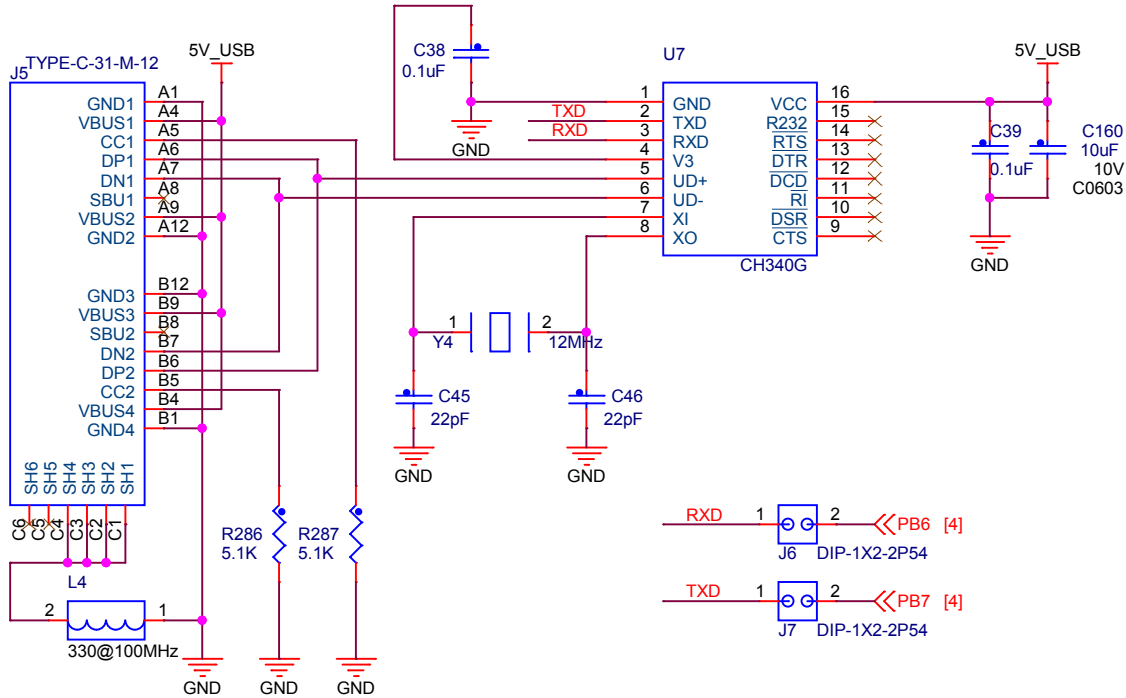 TYPE-C-31-M-12
J5
5V_USB
GND1 A1
VBUS1 A4
CC1 A5
DP1 A6
DN1 A7
SBU1 A8
VBUS2 A9
GND2 A12
GND3 B12
VBUS3 B9
SBU2 B8
DN2 B7
DP2 B6
CC2 B5
VBUS4 B4
GND4 B1
SH6 SH5 SH4 SH3 SH2 SH1
C6 C5 C4 C3 C2 C1
L4
2 1
330@100MHz
GND
R286
5.1K
GND
R287
5.1K
GND
C38
0.1uF
GND
TXD
RXD
U7
1 GND
2 TXD
3 RXD
4 V3
5 UD+
6 UD-
7 XI
8 XO
VCC 16
R232 15
RTS 14
DTR 13
DCD 12
RI 11
DSR 10
CTS 9
CH340G
5V_USB
C39
0.1uF
C160
10uF
10V
C0603
GND
1 2
Y4 12MHz
C45
22pF
GND
C46
22pF
GND
RXD 1 2 PB6 [4]
J6 DIP-1X2-2P54
TXD 1 2 PB7 [4]
J7 DIP-1X2-2P54